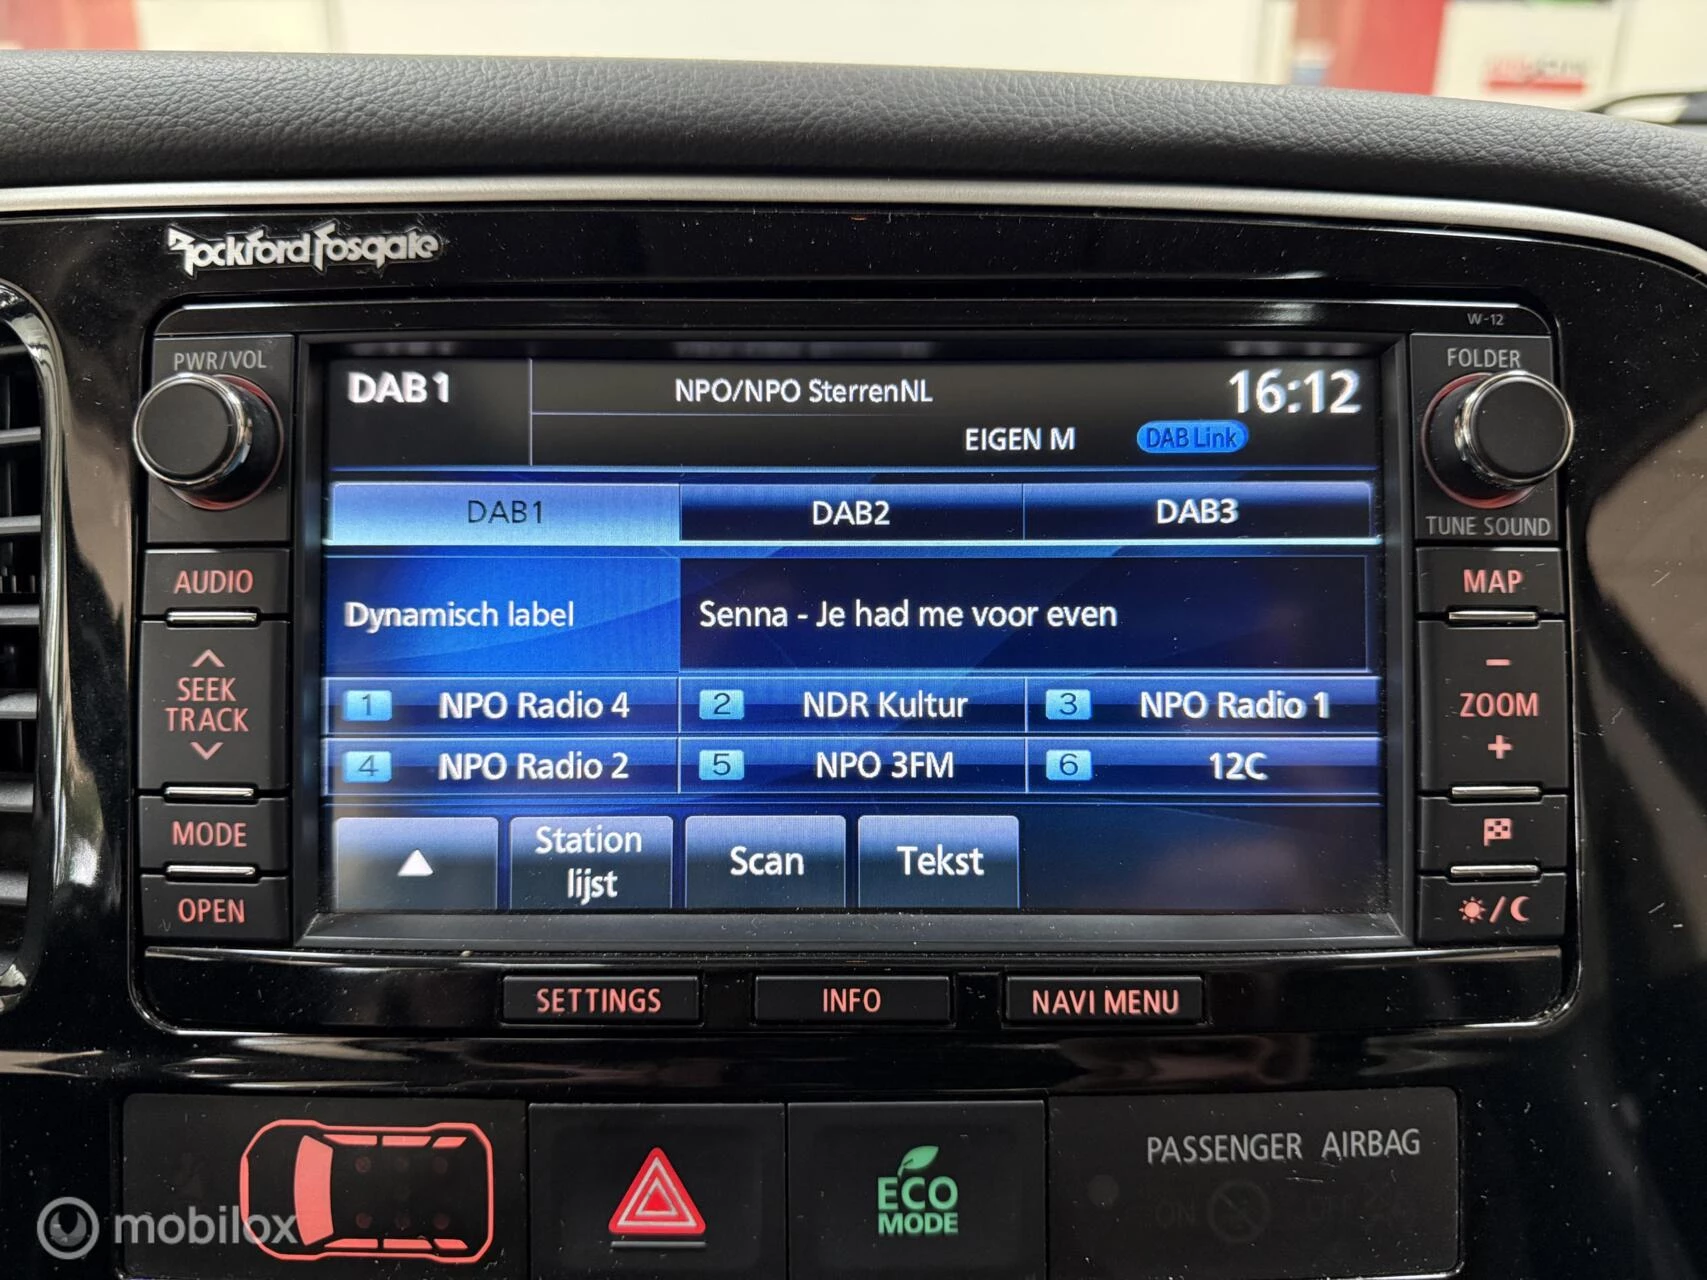 Rockford Fosgate
W-12
PWR/VOL
FOLDER
DAB1
NPO/NPO SterrenNL
16:12
EIGEN M
DAB Link
DAB1
DAB2
DAB3
TUNE SOUND
AUDIO
MAP
Dynamisch label
Senna - Je had me voor even
SEEK
TRACK
ZOOM
1 NPO Radio 4
2 NDR Kultur
3 NPO Radio 1
4 NPO Radio 2
5 NPO 3FM
6 12C
MODE
Station
lijst
Scan
Tekst
OPEN
SETTINGS
INFO
NAVI MENU
ECO
MODE
PASSENGER AIRBAG
ON
OFF
mobilox